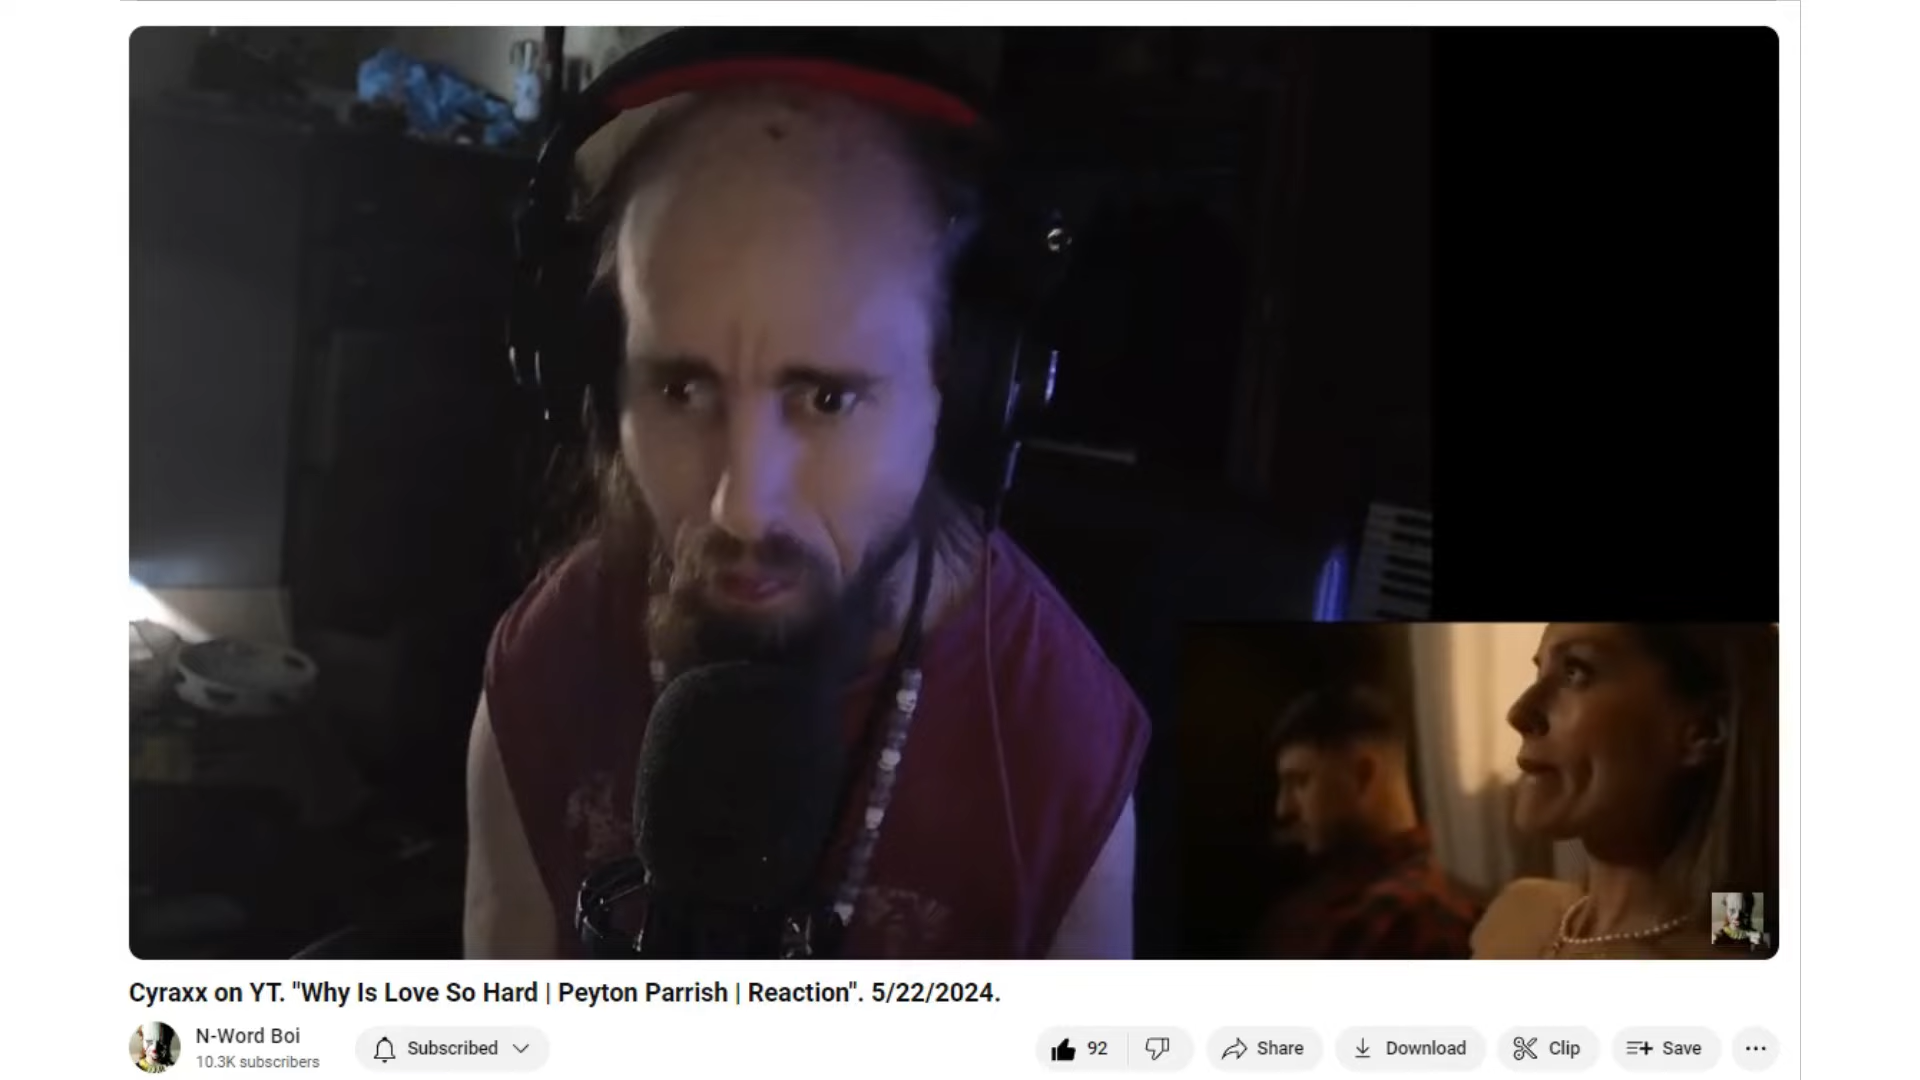 Cyraxx on YT. "Why Is Love So Hard | Peyton Parrish | Reaction". 5/22/2024.
N-Word Boi
10.3K subscribers
Subscribed
92
Share
Download
Clip
Save